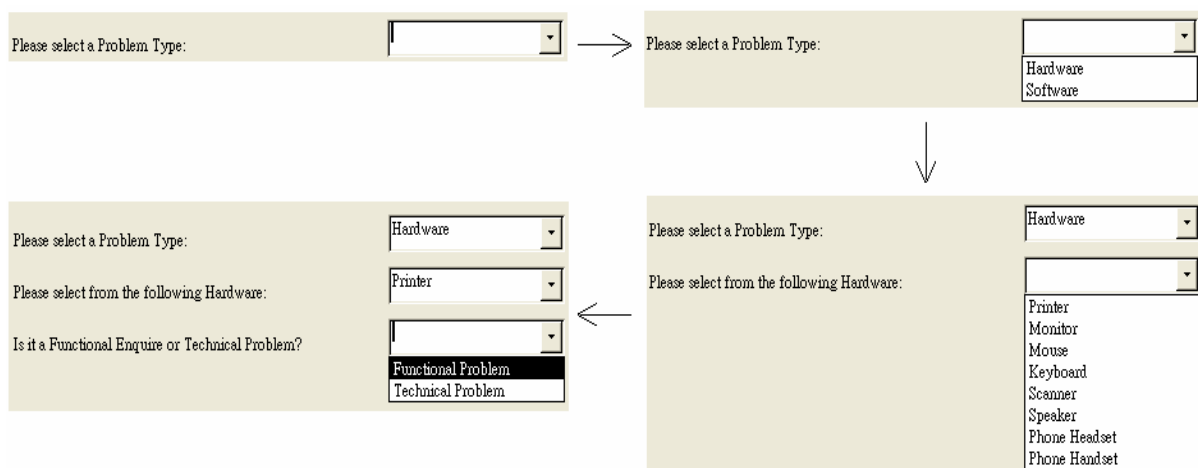 Please select a Problem Type:
Please select a Problem Type:
Hardware
Software
Please select a Problem Type:
Hardware
Please select from the following Hardware:
Printer
Monitor
Mouse
Keyboard
Scanner
Speaker
Phone Headset
Phone Handset
Please select a Problem Type:
Hardware
Please select from the following Hardware:
Printer
Is it a Functional Enquire or Technical Problem?
Functional Problem
Technical Problem